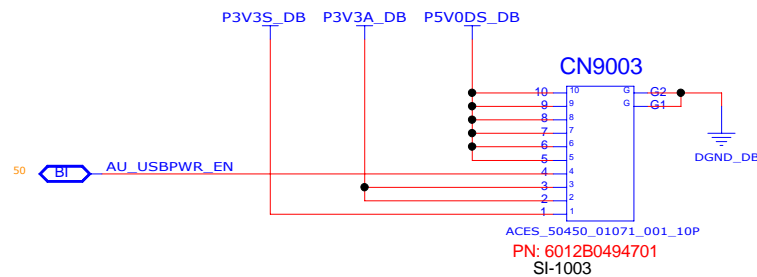 P3V3S_DB P3V3A_DB P5V0DS_DB
CN9003
10 10 G G2
9 9 G G1
8 8
7 7
6 6
5 5
50 BI AU_USBPWR_EN 4 4
3 3
2 2
1 1
DGND_DB
ACES_50450_01071_001_10P
PN: 6012B0494701
SI-1003